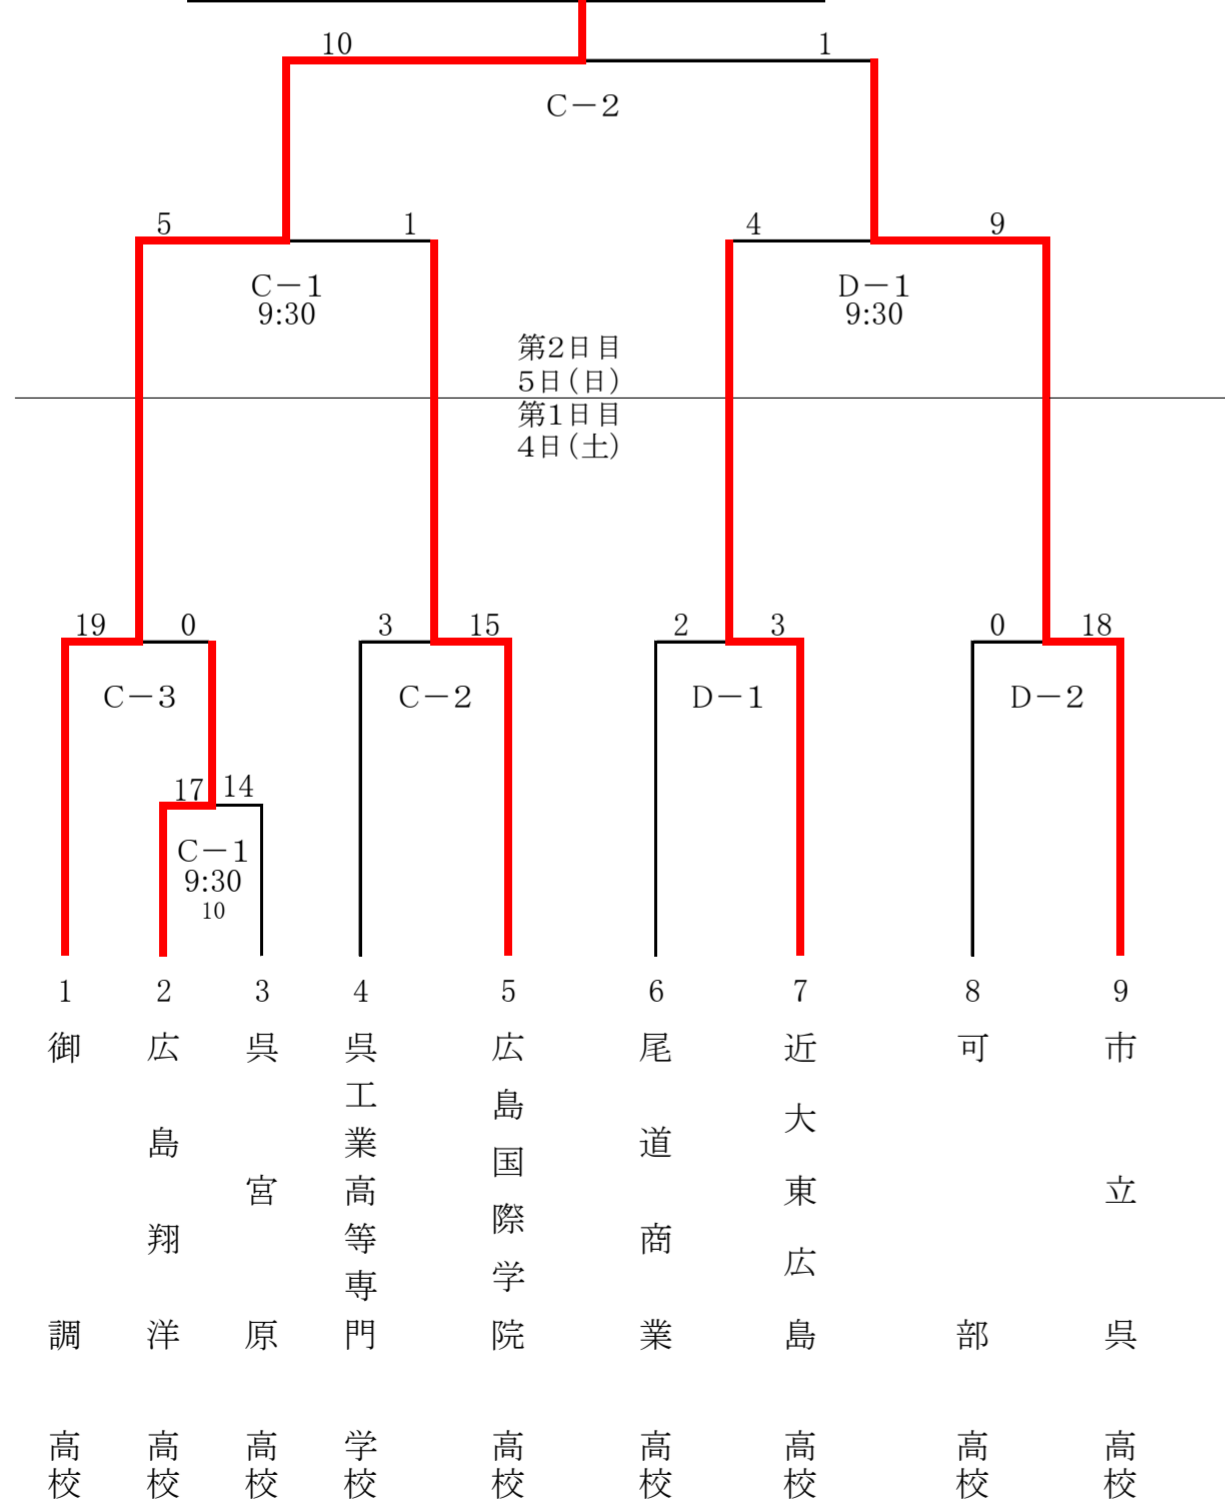 10 1
C－2
5 1 4 9
C－1 D－1
9:30 9:30
第2日目
5日(日)
第1日目
4日(土)
19 0 3 15 2 3 0 18
C－3 C－2 D－1 D－2
17 14
C－1
9:30
10
1 2 3 4 5 6 7 8 9
御調高校
広島翔洋高校
呉宮原高校
呉工業高等専門学校
広島国際学院高校
尾道商業高校
近大東広島高校
可部高校
市立呉高校